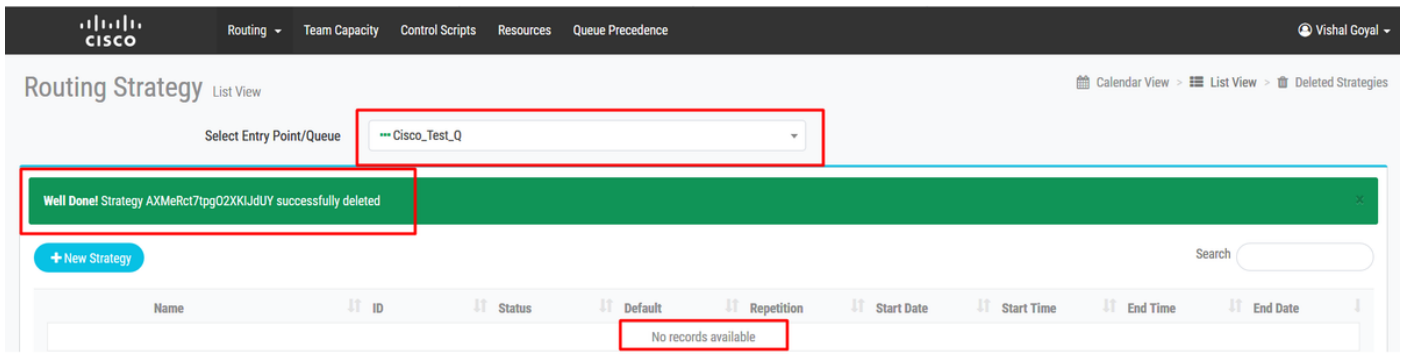 CISCO Routing Team Capacity Control Scripts Resources Queue Precedence Vishal Goyal
Routing Strategy List View Calendar View > List View > Deleted Strategies
Select Entry Point/Queue Cisco_Test_Q
Well Done! Strategy AXMeRct7tpgO2XKIJdUY successfully deleted ×
+ New Strategy Search
Name ID Status Default Repetition Start Date Start Time End Time End Date
No records available